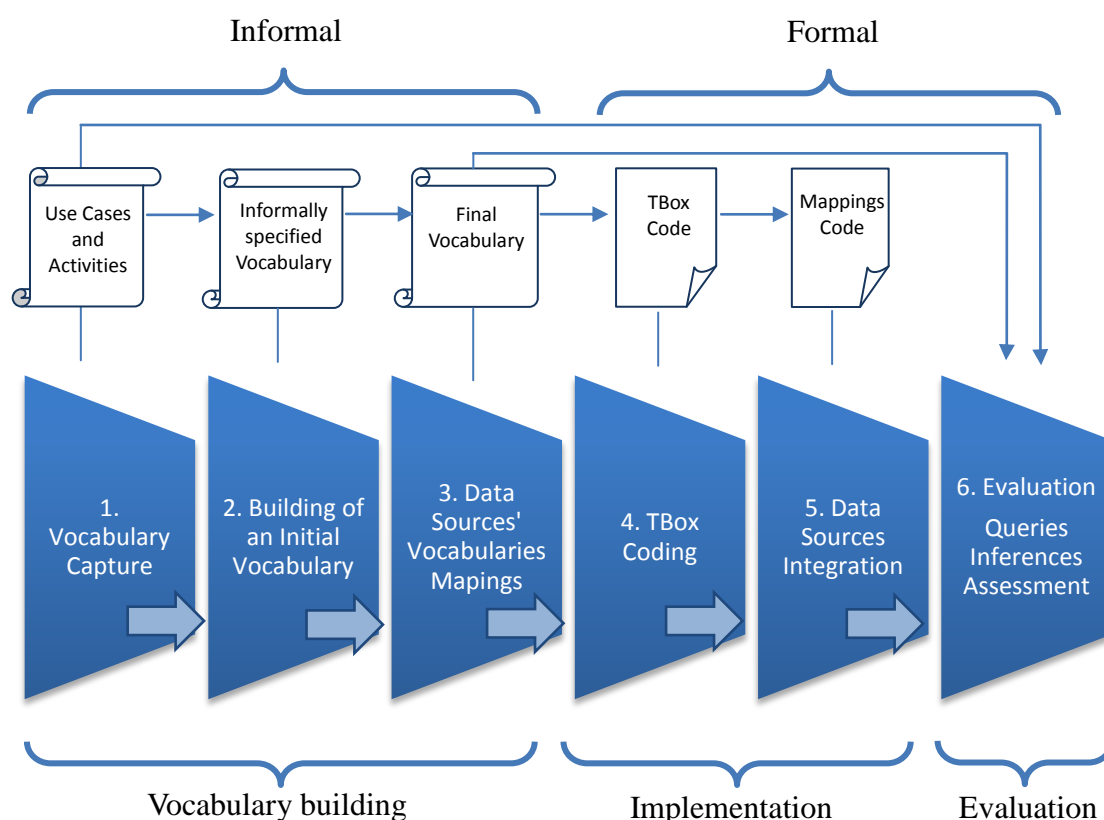 Informal
Formal
Use Cases
and
Activities
Informally
specified
Vocabulary
Final
Vocabulary
TBox
Code
Mappings
Code
1.
Vocabulary
Capture
2. Building of
an Initial
Vocabulary
3. Data
Sources'
Vocabularies
Mapings
4. TBox
Coding
5. Data
Sources
Integration
6. Evaluation
Queries
Inferences
Assessment
Vocabulary building
Implementation
Evaluation